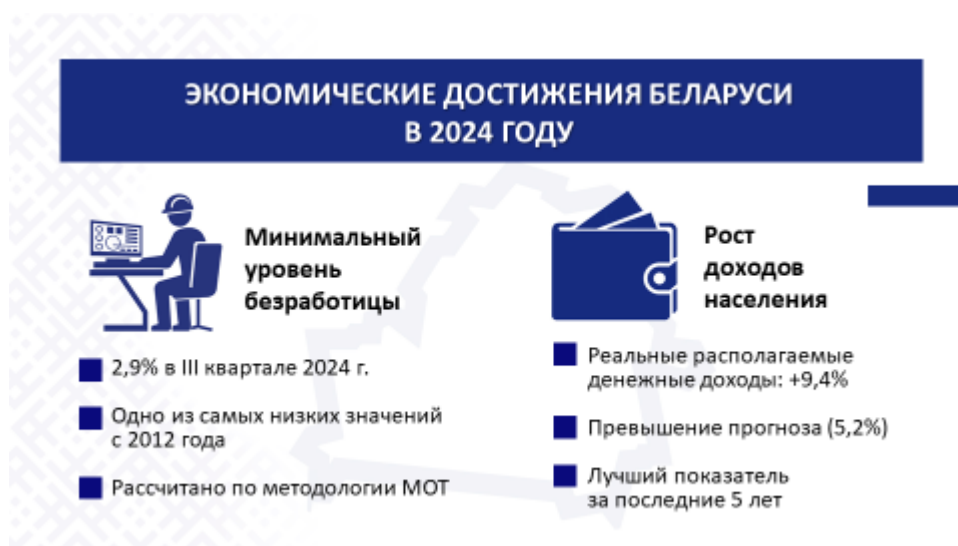 ЭКОНОМИЧЕСКИЕ ДОСТИЖЕНИЯ БЕЛАРУСИ
В 2024 ГОДУ
Минимальный
уровень
безработицы
2,9% в III квартале 2024 г.
Одно из самых низких значений
с 2012 года
Рассчитано по методологии МОТ
Рост
доходов
населения
Реальные располагаемые
денежные доходы: +9,4%
Превышение прогноза (5,2%)
Лучший показатель
за последние 5 лет